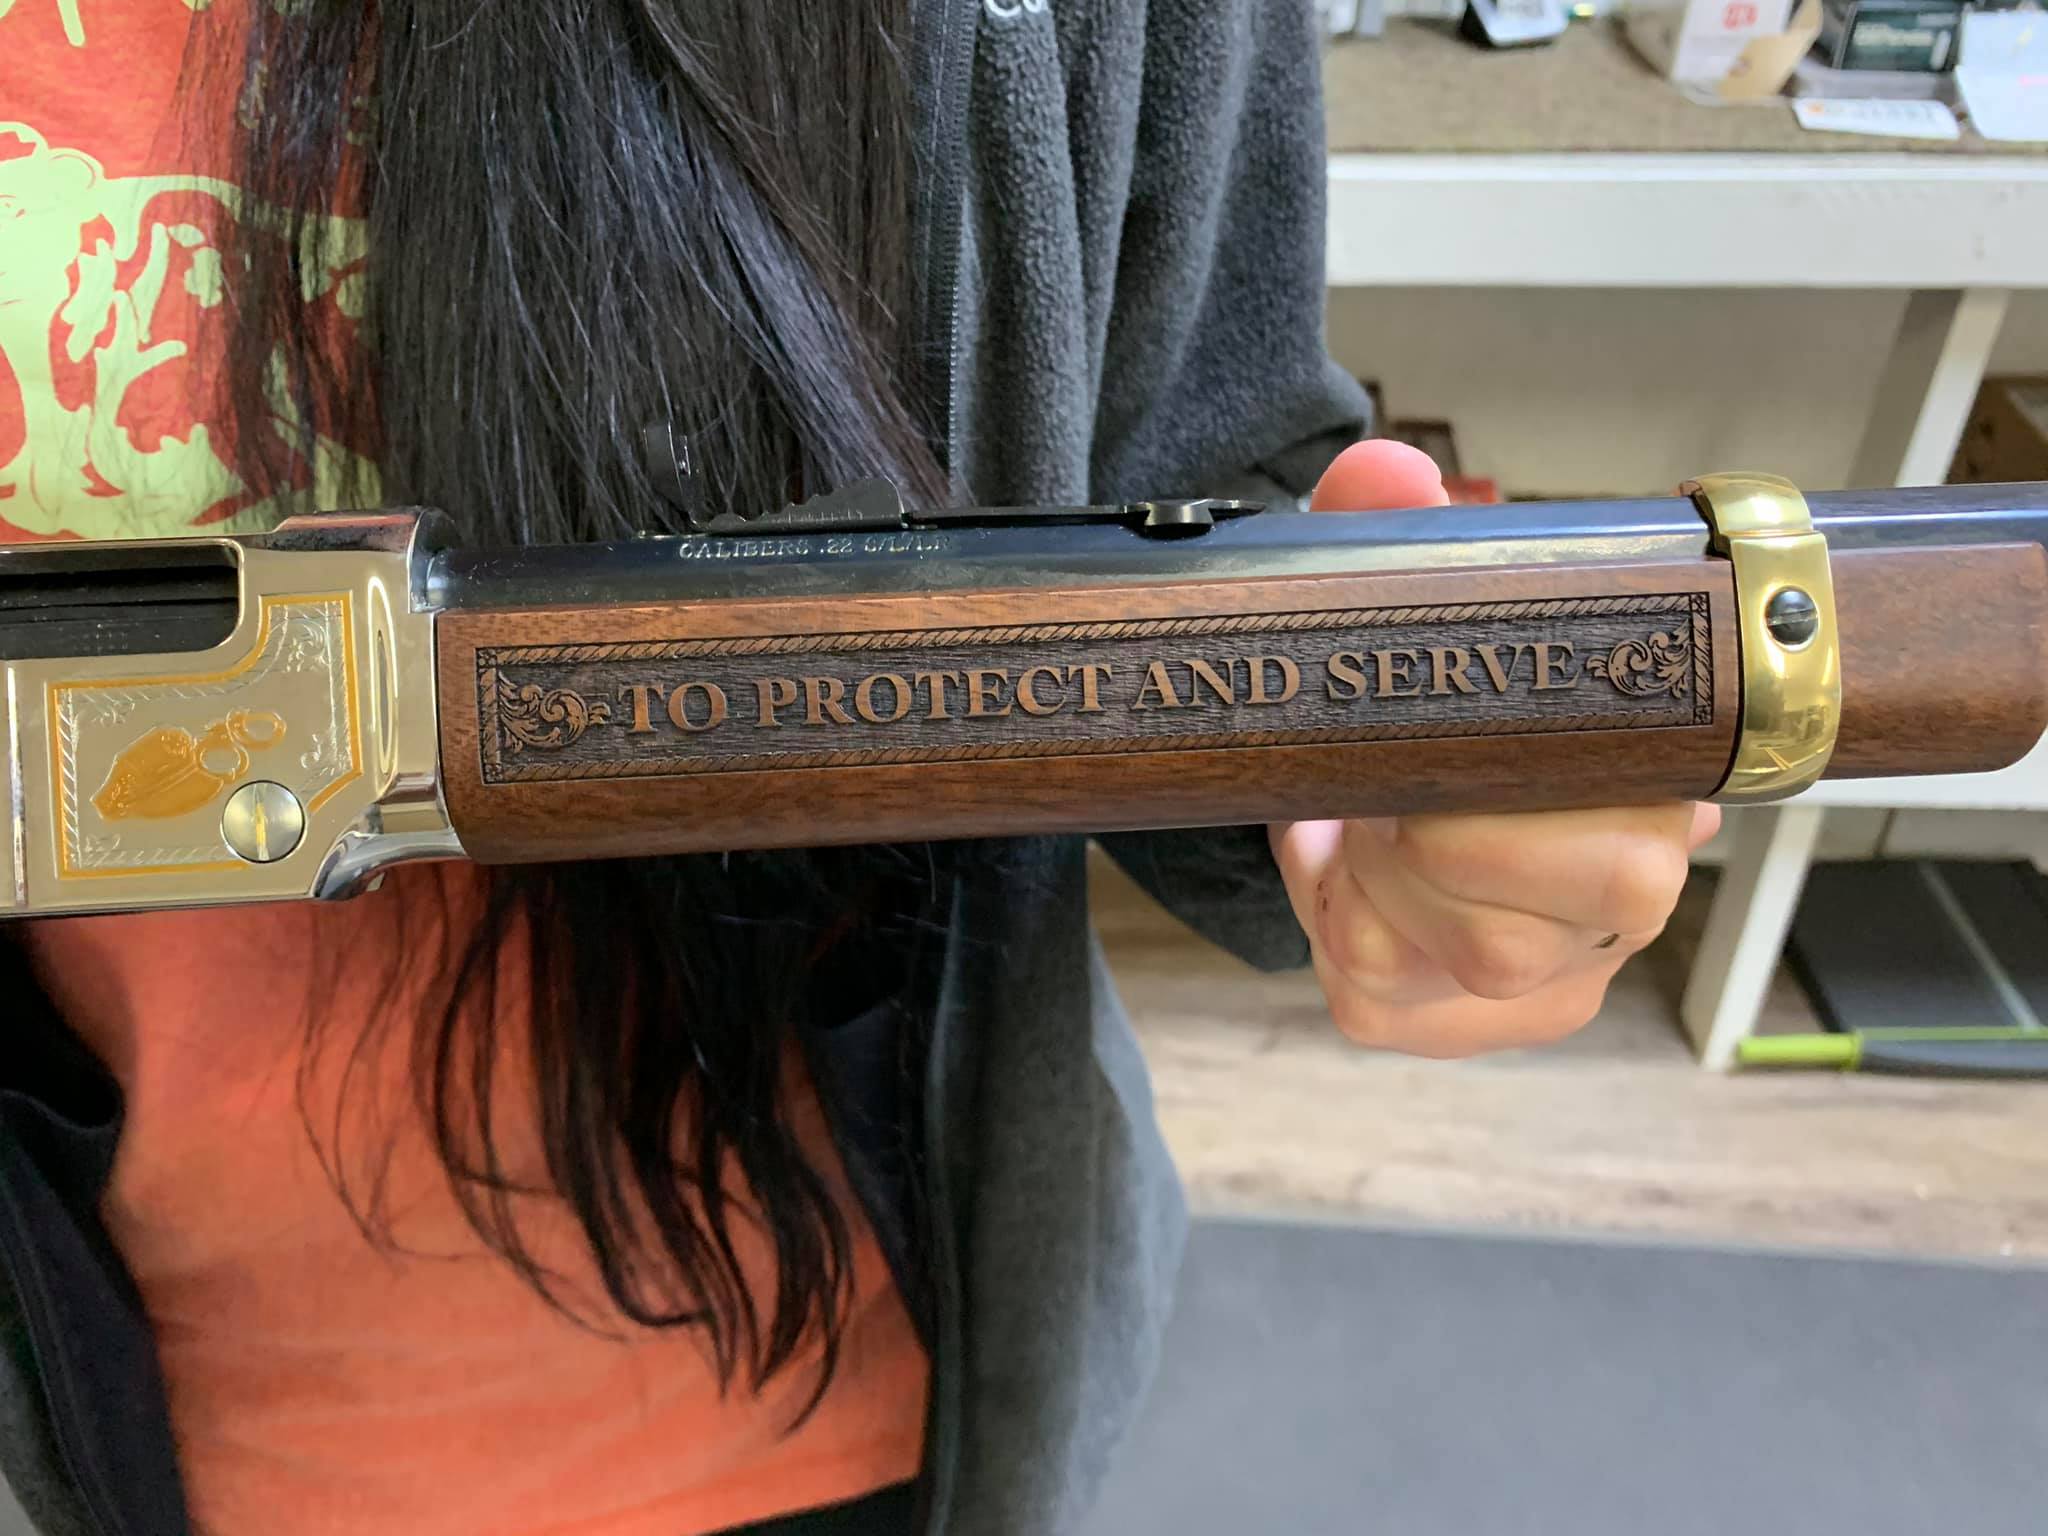 CALIBERS .22 S/L/LR
TO PROTECT AND SERVE